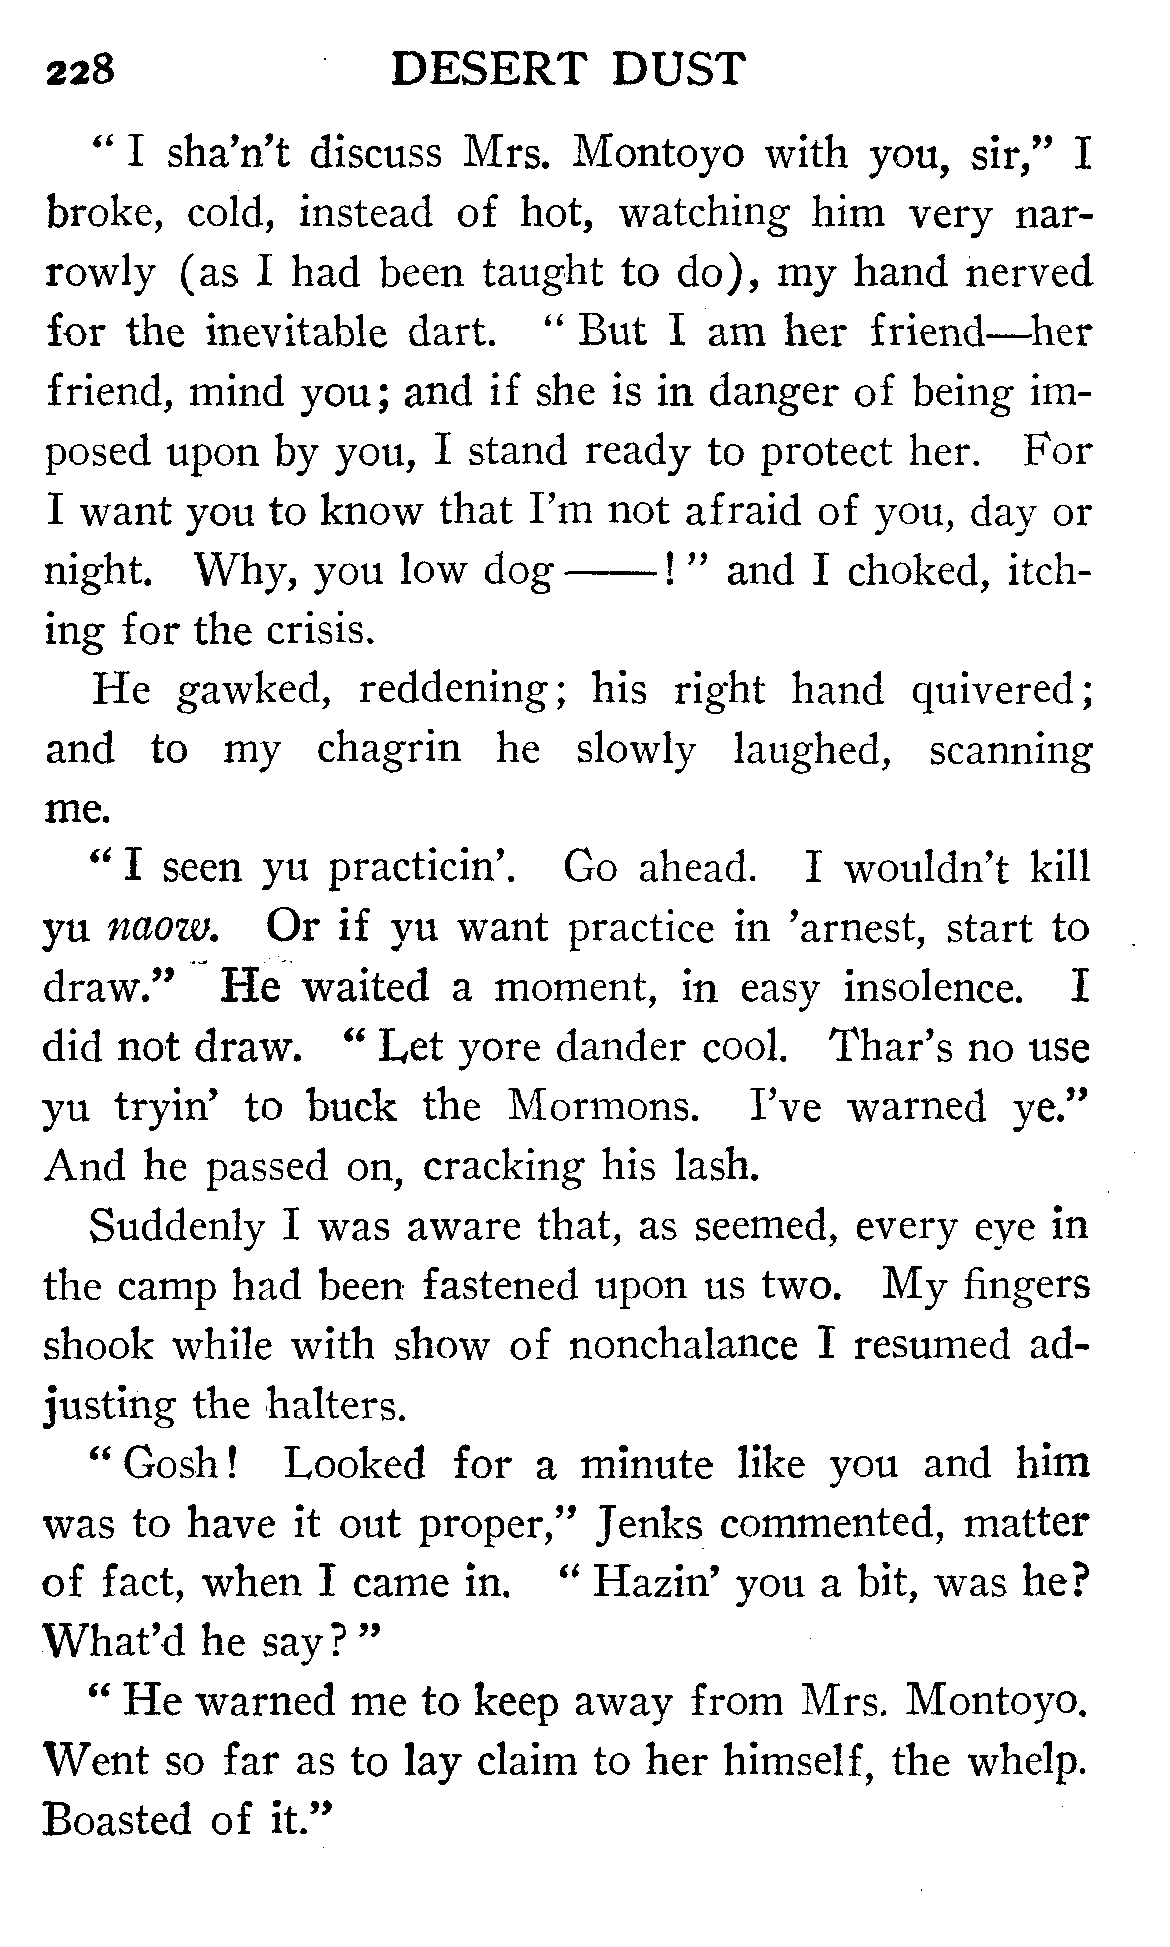 228 DESERT DUST
“ I sha’n’t discuss Mrs. Montoyo with you, sir,” I
broke, cold, instead of hot, watching him very nar-
rowly (as I had been taught to do), my hand nerved
for the inevitable dart. “ But I am her friend—her
friend, mind you; and if she is in danger of being im-
posed upon by you, I stand ready to protect her. For
I want you to know that I’m not afraid of you, day or
night. Why, you low dog——! ” and I choked, itch-
ing for the crisis.
He gawked, reddening; his right hand quivered;
and to my chagrin he slowly laughed, scanning
me.
“ I seen yu practicin’. Go ahead. I wouldn’t kill
yu naow. Or if yu want practice in ’arnest, start to
draw.” He waited a moment, in easy insolence. I
did not draw. “ Let yore dander cool. Thar’s no use
yu tryin’ to buck the Mormons. I’ve warned ye.”
And he passed on, cracking his lash.
Suddenly I was aware that, as seemed, every eye in
the camp had been fastened upon us two. My fingers
shook while with show of nonchalance I resumed ad-
justing the halters.
“ Gosh! Looked for a minute like you and him
was to have it out proper,” Jenks commented, matter
of fact, when I came in. “ Hazin’ you a bit, was he?
What’d he say? ”
“ He warned me to keep away from Mrs. Montoyo.
Went so far as to lay claim to her himself, the whelp.
Boasted of it.”